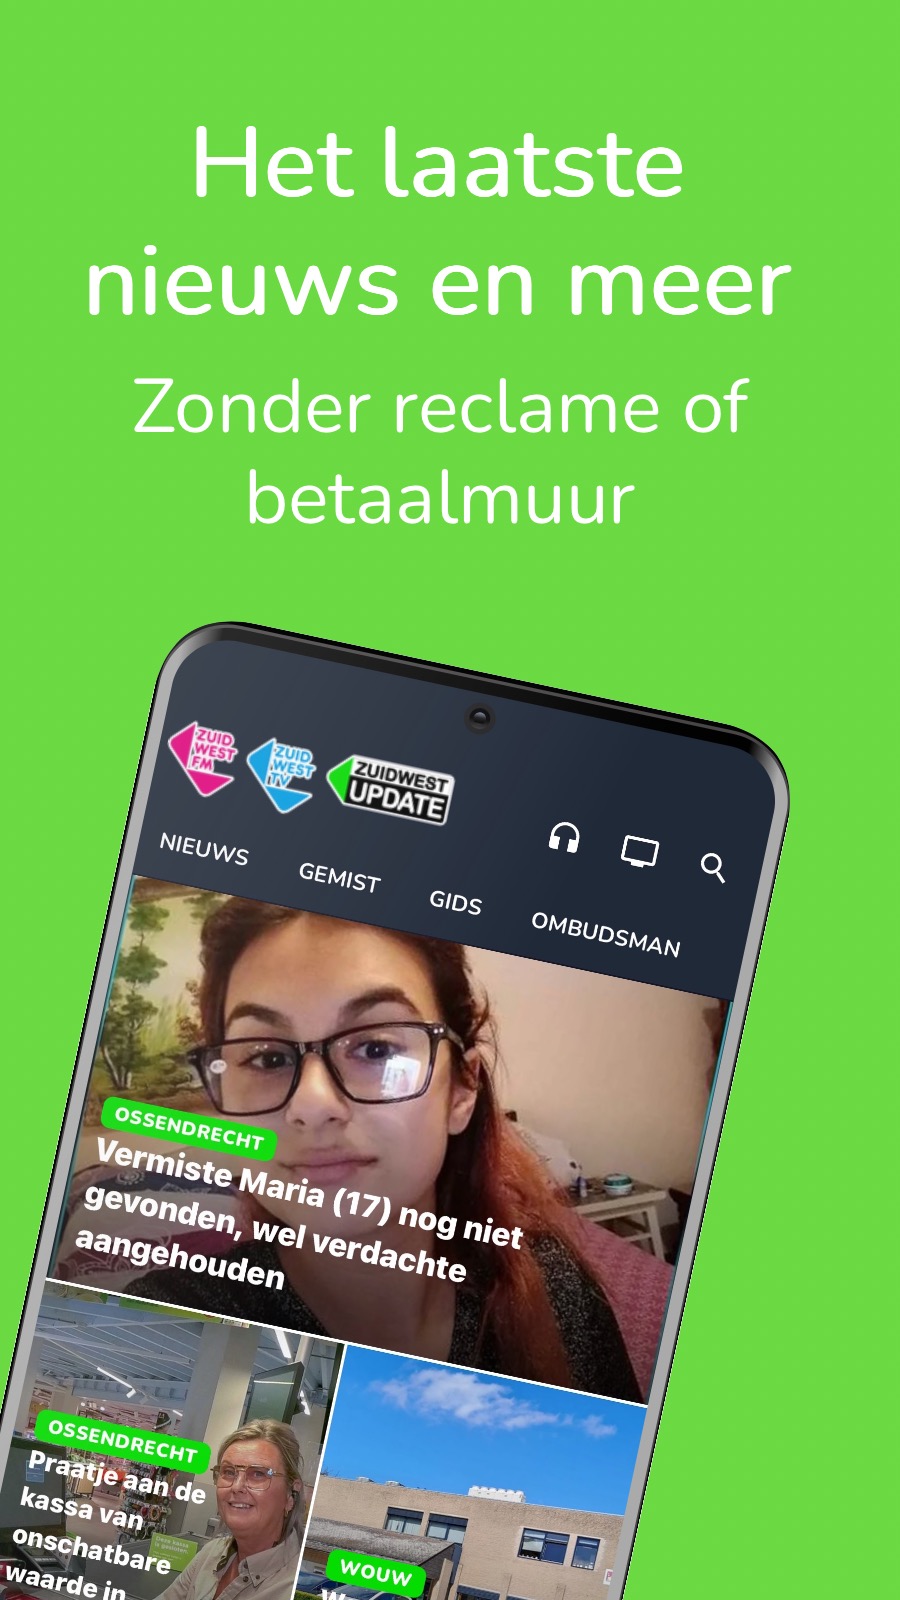 Het laatste
nieuws en meer
Zonder reclame of
betaalmuur
ZUID
WEST
FM
ZUID
WEST
TV
ZUIDWEST
UPDATE
NIEUWS
GEMIST
GIDS
OMBUDSMAN
OSSENDRECHT
Vermiste Maria (17) nog niet
gevonden, wel verdachte
aangehouden
OSSENDRECHT
Praatje aan de
kassa van
onschatbare
waarde in
WOUW